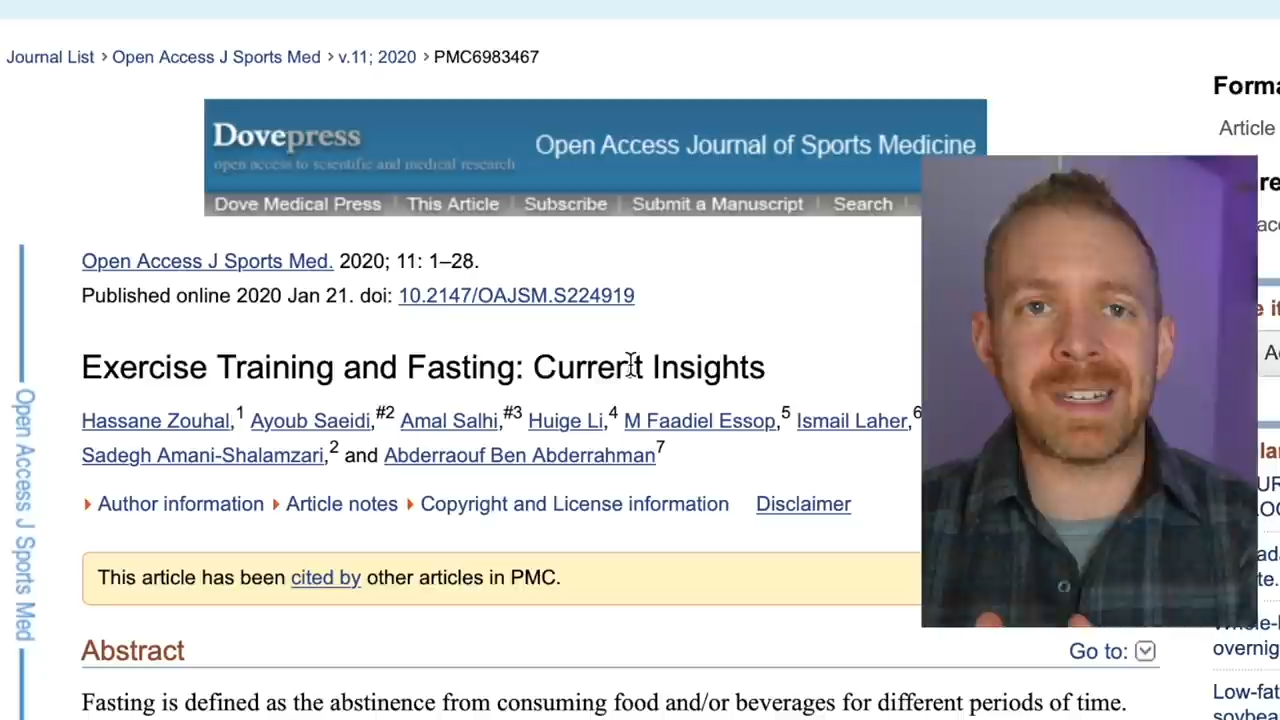 Journal List > Open Access J Sports Med > v.11; 2020 > PMC6983467
Dovepress
open access to scientific and medical research
Open Access Journal of Sports Medicine
Dove Medical Press | This Article | Subscribe | Submit a Manuscript | Search |
Open Access J Sports Med. 2020; 11: 1–28.
Published online 2020 Jan 21. doi: 10.2147/OAJSM.S224919
Exercise Training and Fasting: Current Insights
Hassane Zouhal,1 Ayoub Saeidi,#2 Amal Salhi,#3 Huige Li,4 M Faadiel Essop,5 Ismail Laher,6
Sadegh Amani-Shalamzari,2 and Abderraouf Ben Abderrahman7
Author information Article notes Copyright and License information Disclaimer
This article has been cited by other articles in PMC.
Abstract
Go to:
Fasting is defined as the abstinence from consuming food and/or beverages for different periods of time.
Open Access J Sports Med
Article
Low-fat